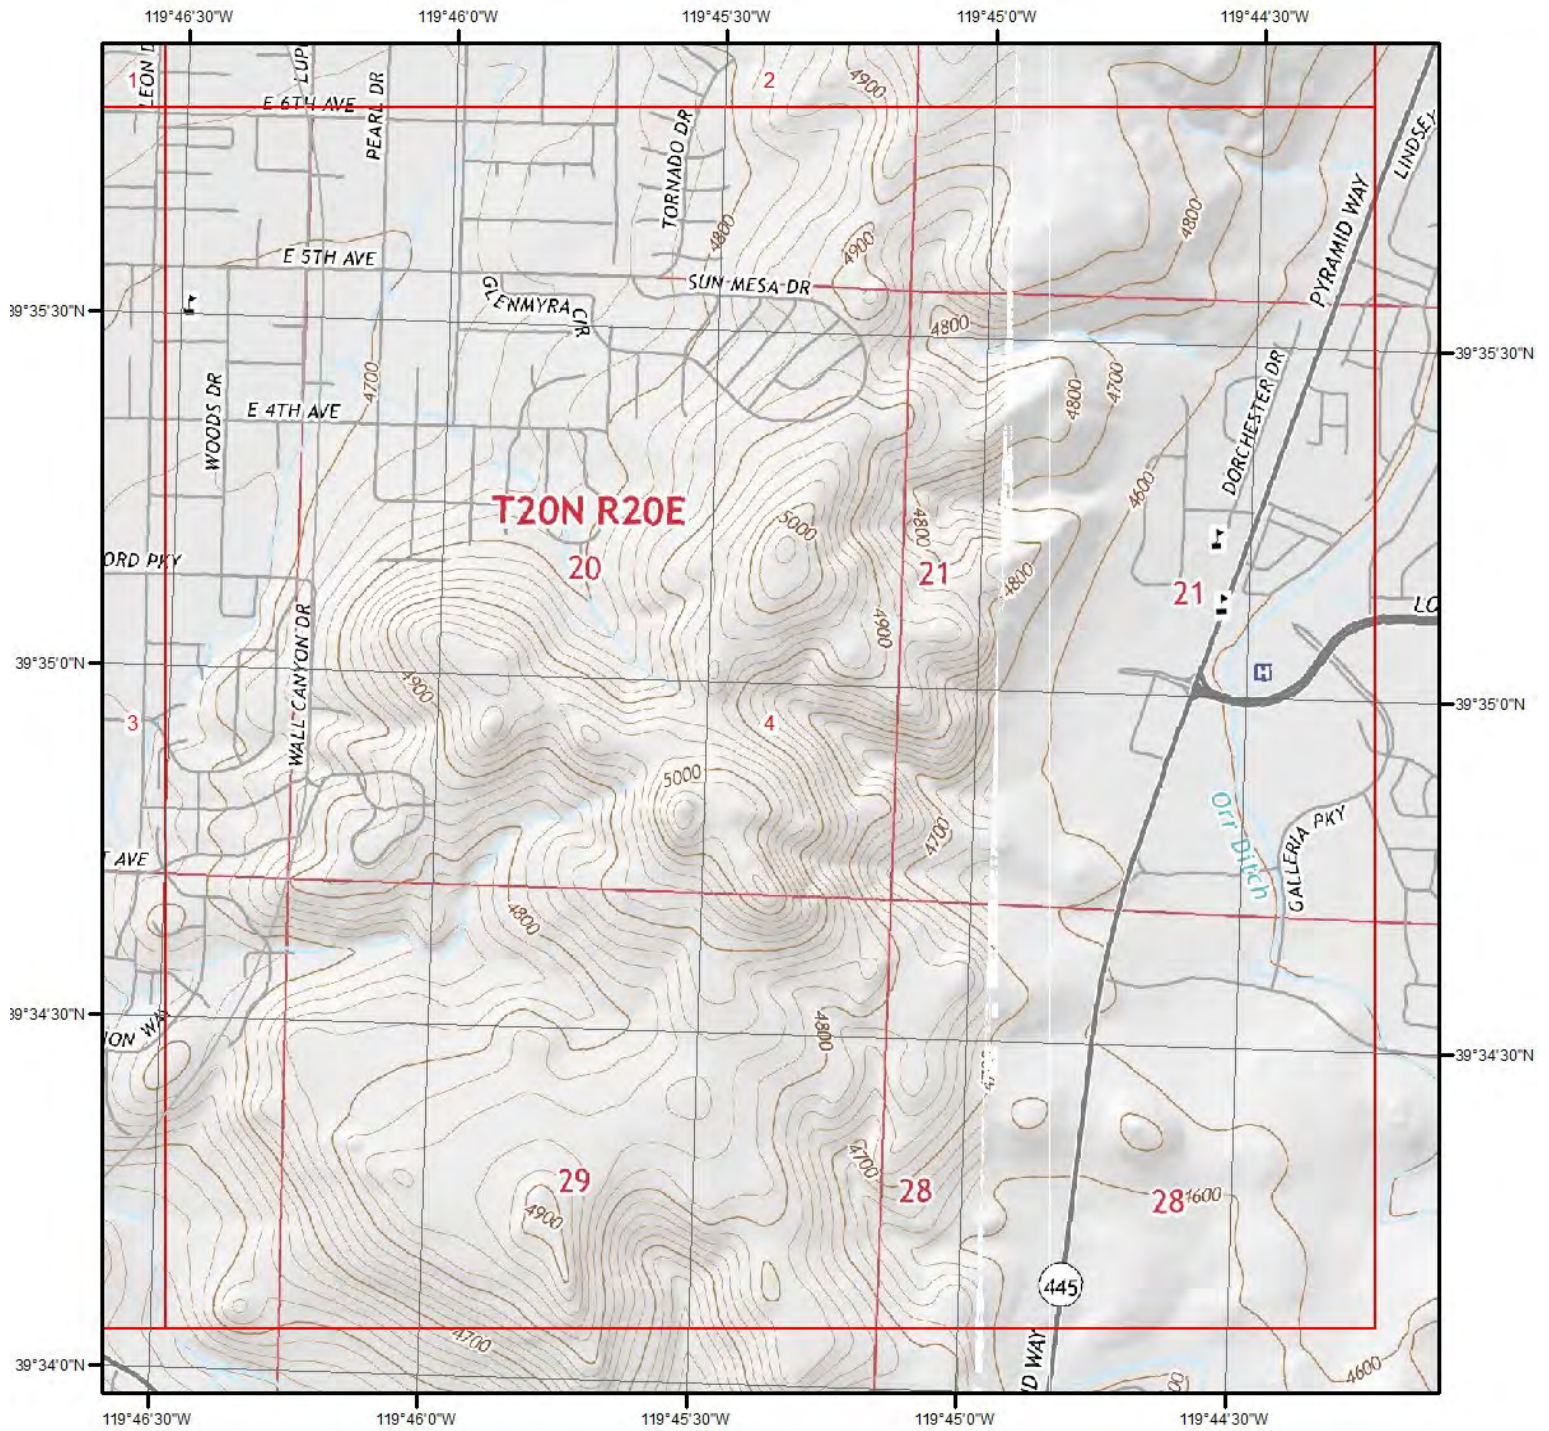 119°46'30"W 119°46'0"W 119°45'30"W 119°45'0"W 119°44'30"W
1
2
4900
LEON D
LUP
E 6TH AVE
PEARL DR
TORNADO DR
LINDSEY
PYRAMID WAY
4800
4800
4900
E 5TH AVE
SUN MESA DR
GLENMYRA CIR
9°35'30"N
4800
39°35'30"N
4700
4800
4700
WOODS DR
E 4TH AVE
DORCHESTER DR
4600
T20N R20E
5000
4800
ORD PKY
20
21
4800
21
LO
4900
WALL CANYON DR
39°35'0"N
H
4900
39°35'0"N
3
4
5000
4700
Orr Ditch
GALLERIA PKY
T AVE
4800
39°34'30"N
4800
ION WA
39°34'30"N
4700
29
28
28
4600
4900
445
4700
39°34'0"N
D WAY
4600
00
119°46'30"W 119°46'0"W 119°45'30"W 119°45'0"W 119°44'30"W